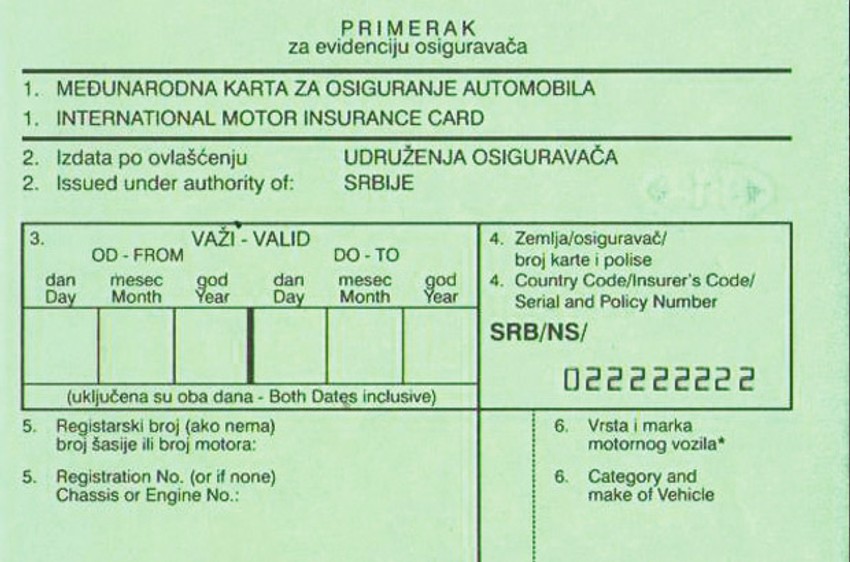 PRIMERAK
za evidenciju osiguravača
1. MEĐUNARODNA KARTA ZA OSIGURANJE AUTOMOBILA
1. INTERNATIONAL MOTOR INSURANCE CARD
2. Izdata po ovlašćenju UDRUŽENJA OSIGURAVAČA
2. Issued under authority of: SRBIJE
3. VAŽI - VALID
OD - FROM DO - TO
dan mesec god dan mesec god
Day Month Year Day Month Year
(uključena su oba dana - Both Dates inclusive)
4. Zemlja/osiguravač/
broj karte i polise
4. Country Code/Insurer's Code/
Serial and Policy Number
SRB/NS/
022222222
5. Registarski broj (ako nema)
broj šasije ili broj motora:
5. Registration No. (or if none)
Chassis or Engine No.:
6. Vrsta i marka
motornog vozila*
6. Category and
make of Vehicle